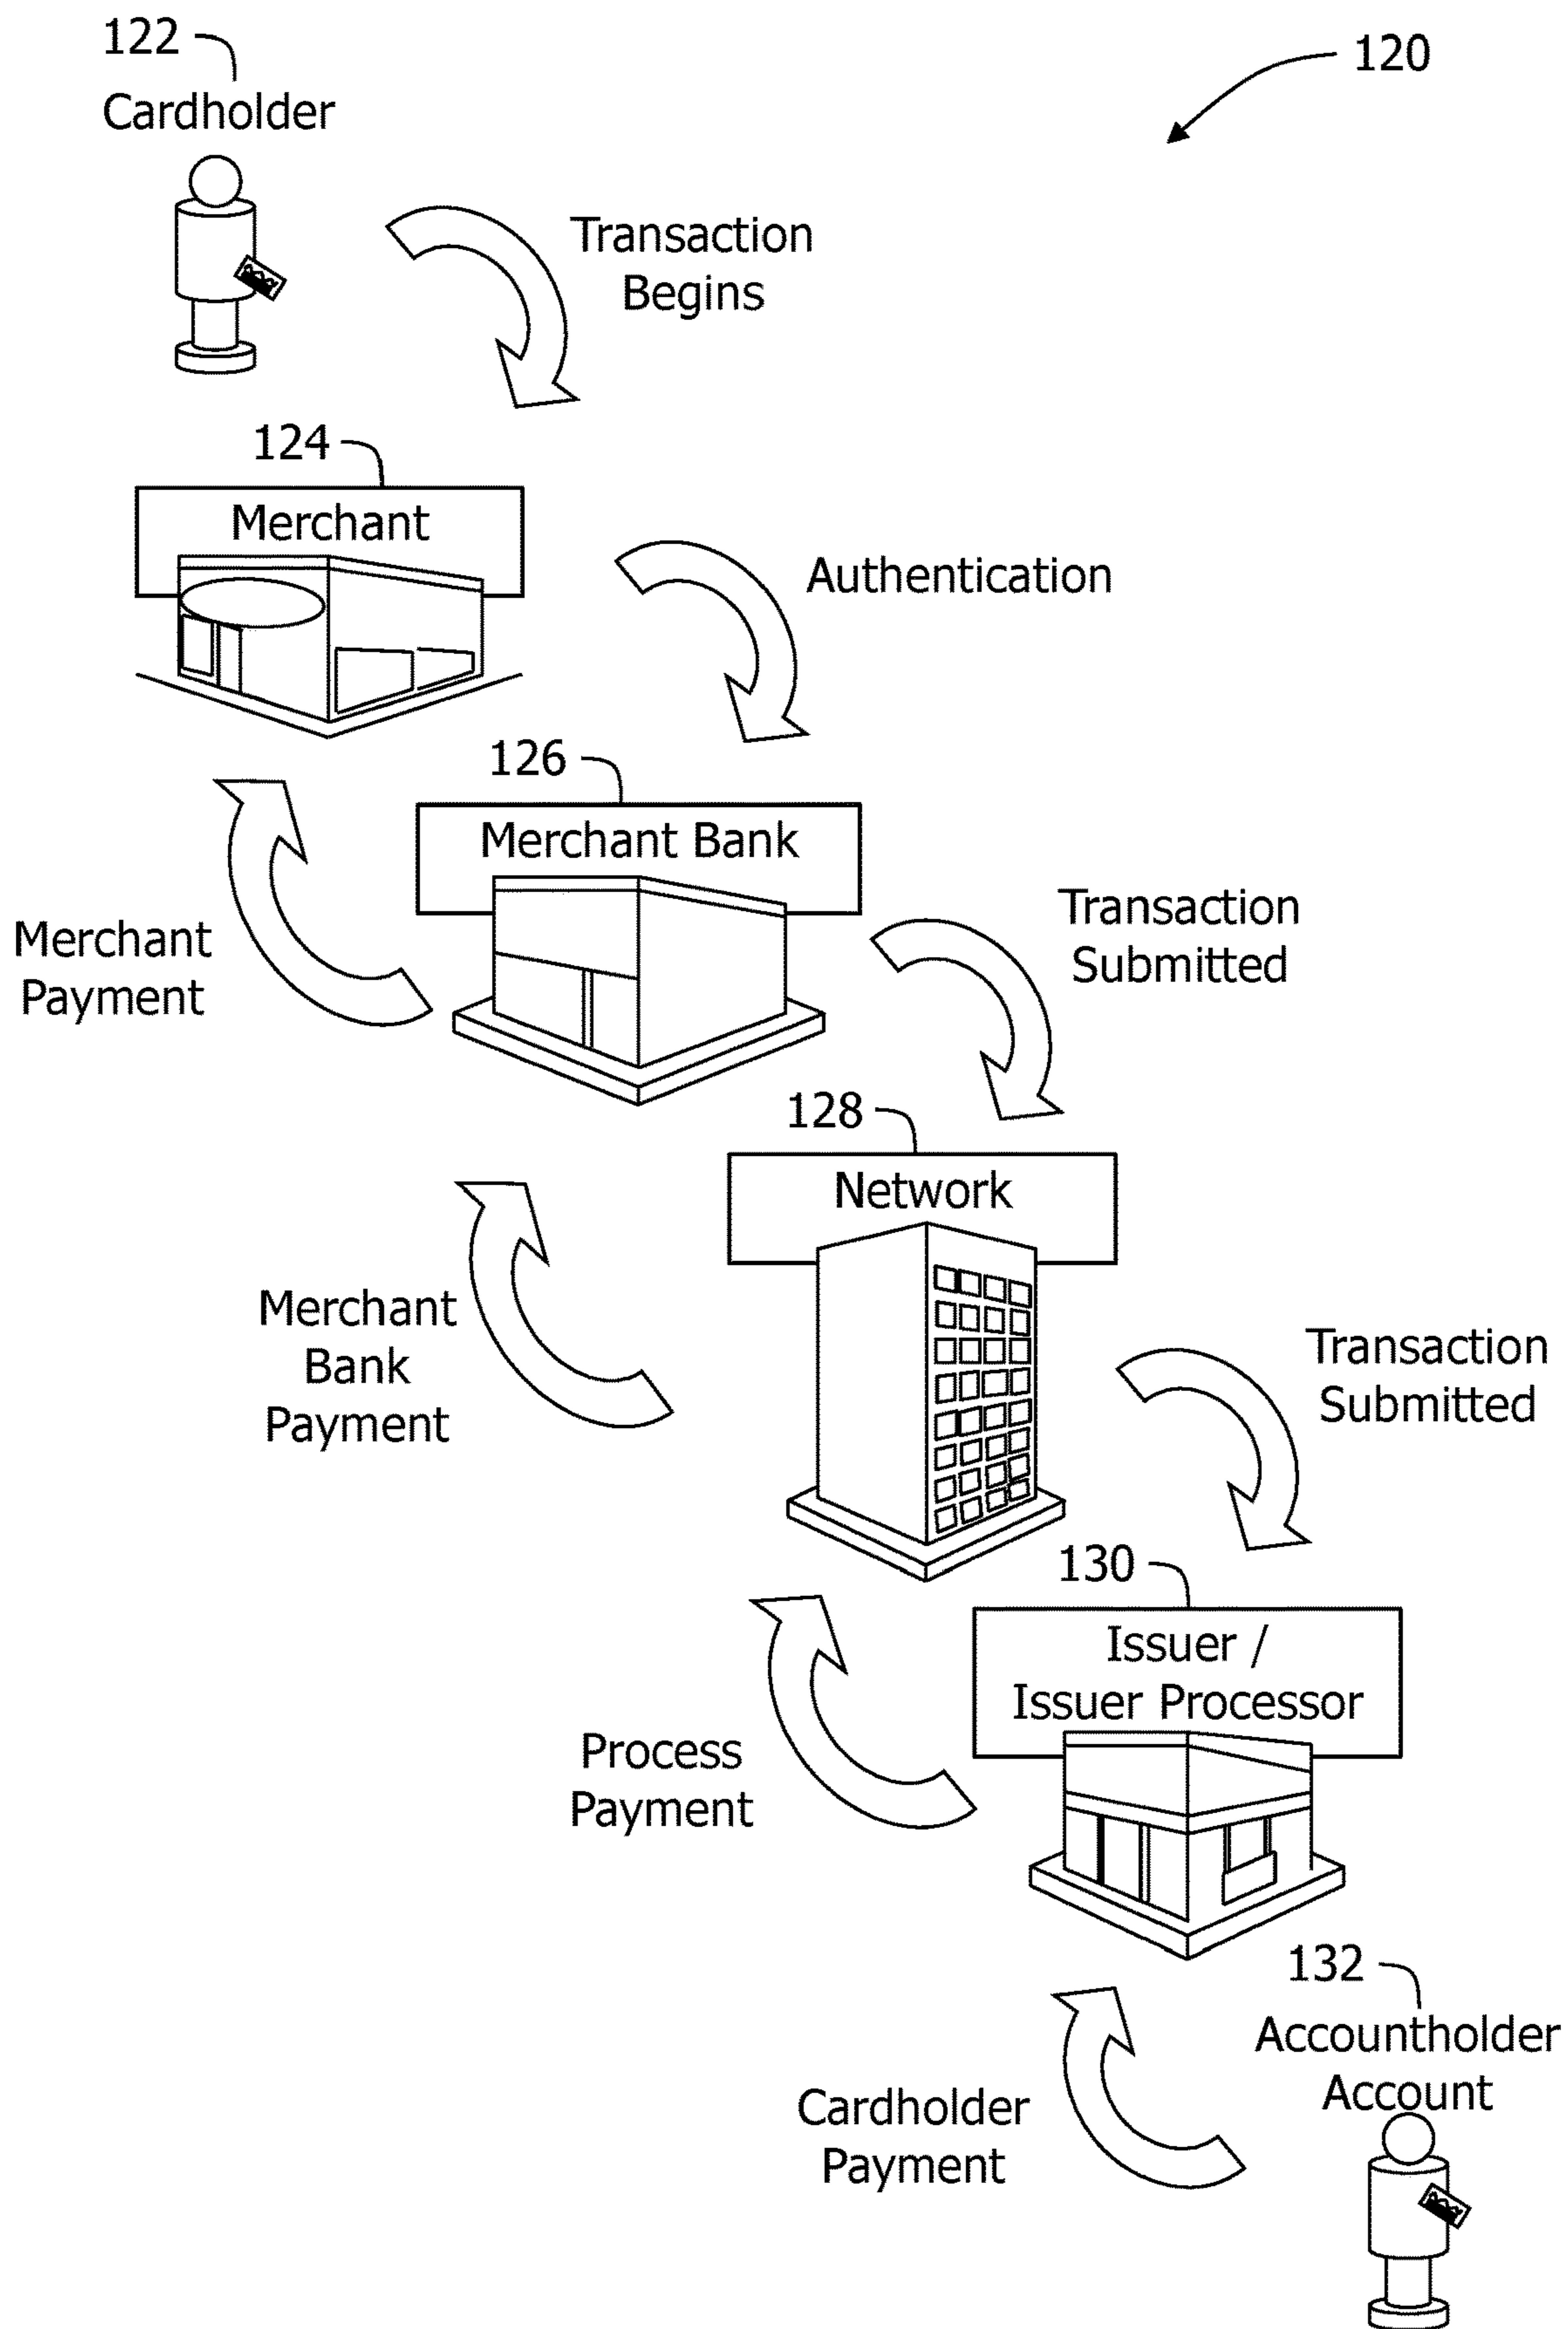 122
Cardholder
120
Transaction
Begins
124
Merchant
Authentication
126
Merchant Bank
Merchant
Payment
Transaction
Submitted
128
Network
Merchant
Bank
Payment
Transaction
Submitted
130
Issuer /
Issuer Processor
Process
Payment
132
Accountholder
Account
Cardholder
Payment